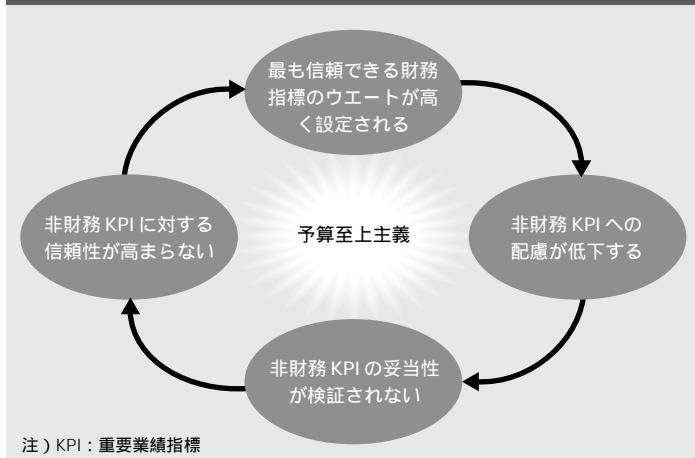 最も信頼できる財務
指標のウエートが高
く設定される
非財務 KPI に対する
信頼性が高まらない
予算至上主義
非財務 KPI への
配慮が低下する
非財務 KPI の妥当性
が検証されない
注)KPI:重要業績指標